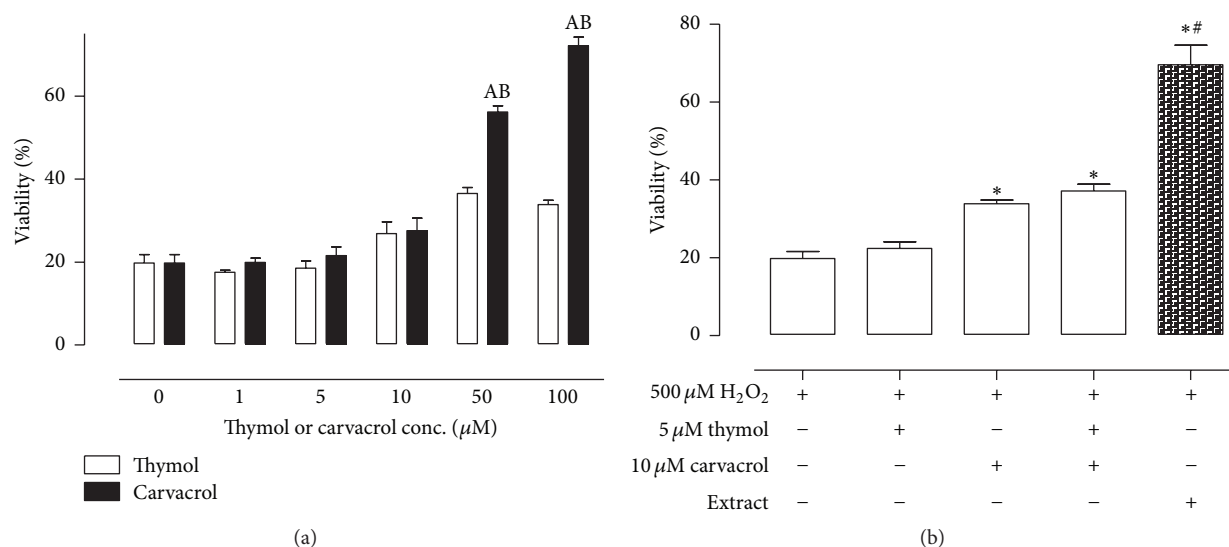 AB
AB
60
40
20
0
Viability (%)
0 1 5 10 50 100
Thymol or carvacrol conc. (μM)
Thymol
Carvacrol
(a)
80
60
40
20
0
Viability (%)
*
*
*#
500 μM H₂O₂ + + + + +
5 μM thymol − + − + −
10 μM carvacrol − − + + −
Extract − − − − +
(b)